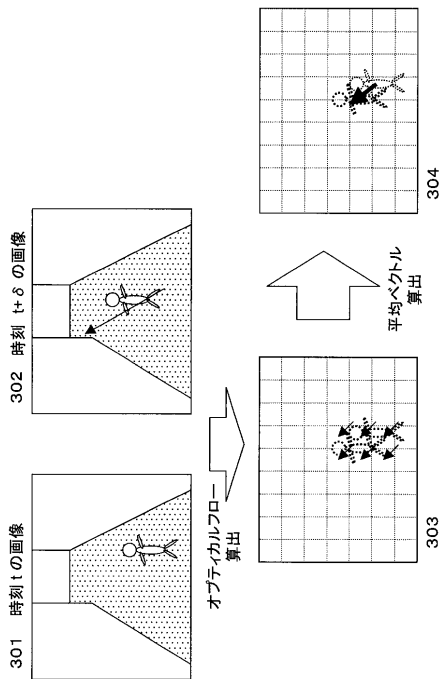 301 時刻 t の画像
302 時刻 t+δ の画像
オプティカルフロー
算出
303
平均ベクトル
算出
304